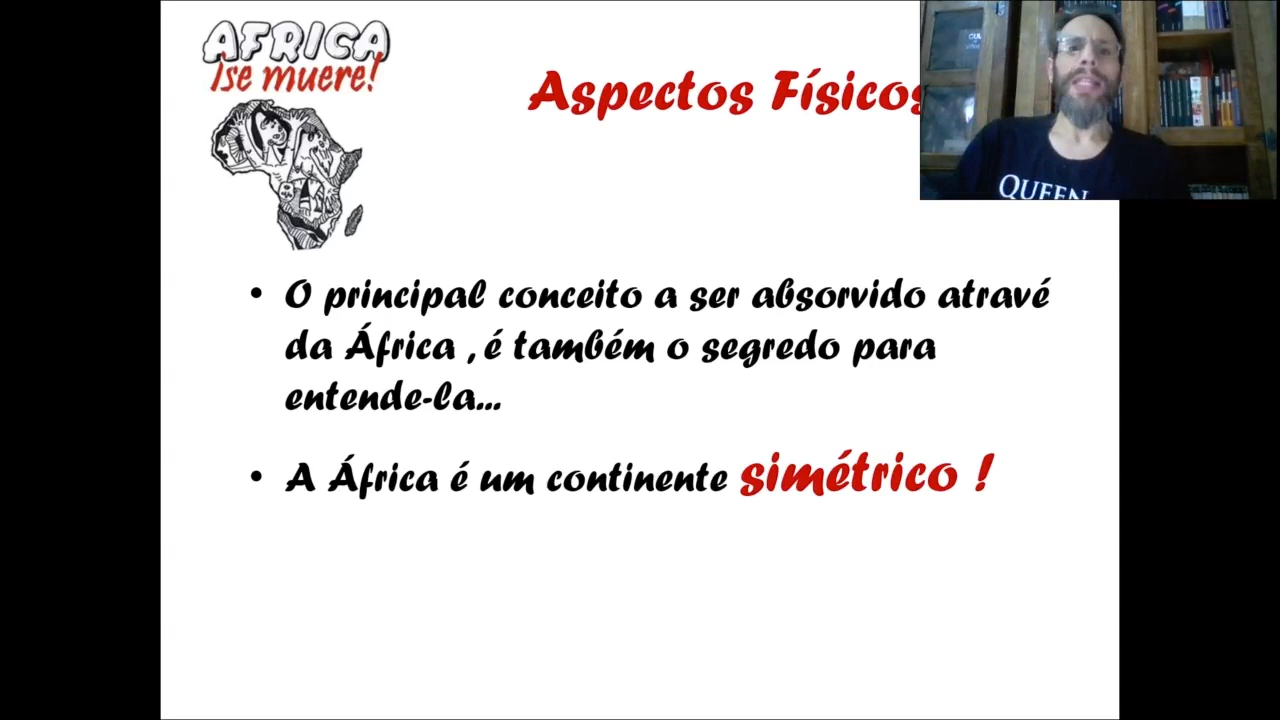 AFRICA
¡se muere!
Aspectos Físicos
QUEEN
• O principal conceito a ser absorvido atravé
da África , é também o segredo para
entende-la...
• A África é um continente simétrico !